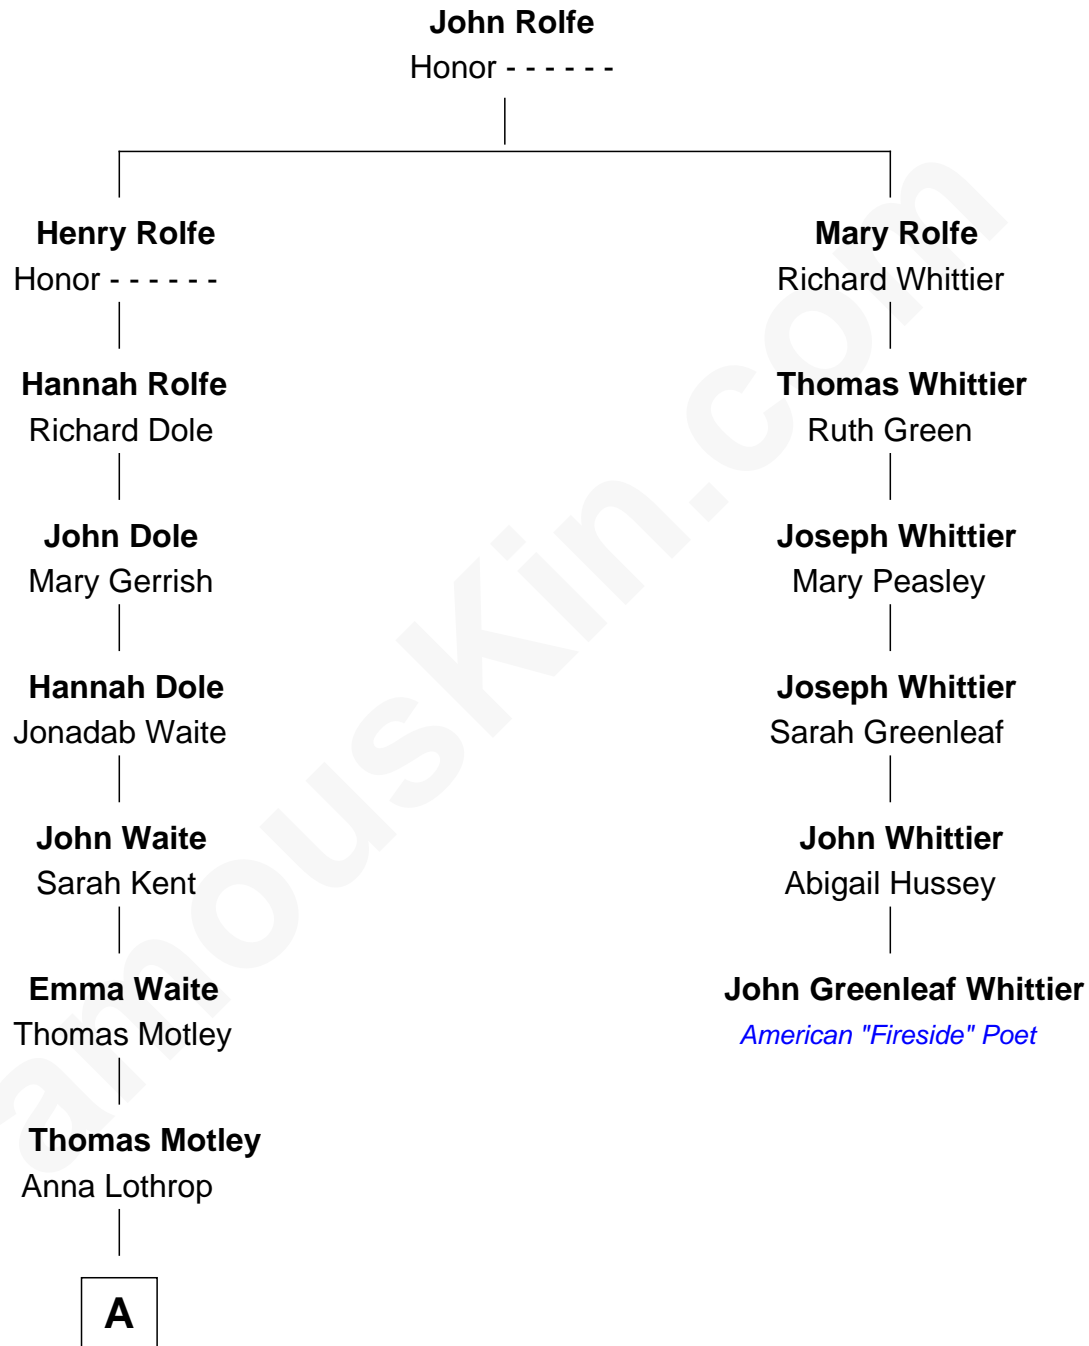 John Rolfe
Honor - - - - - -
Henry Rolfe
Honor - - - - - -
Hannah Rolfe
Richard Dole
John Dole
Mary Gerrish
Hannah Dole
Jonadab Waite
John Waite
Sarah Kent
Emma Waite
Thomas Motley
Thomas Motley
Anna Lothrop
A
Mary Rolfe
Richard Whittier
Thomas Whittier
Ruth Green
Joseph Whittier
Mary Peasley
Joseph Whittier
Sarah Greenleaf
John Whittier
Abigail Hussey
John Greenleaf Whittier
American "Fireside" Poet
amousKin.com